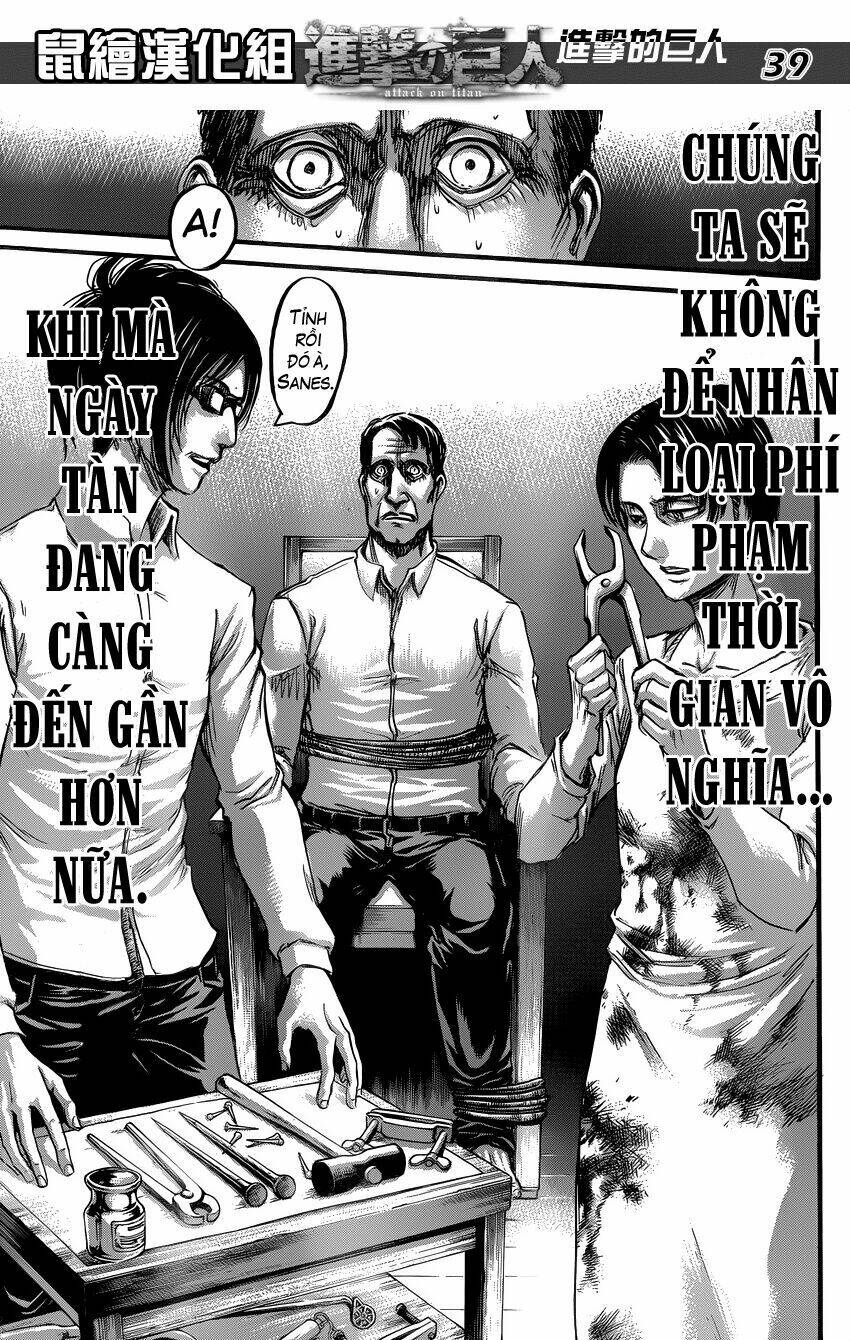 鼠繪漢化組 進撃の巨人 進擊的巨人 39
attack on titan
CHÚNG
TA SẼ
KHÔNG
ĐỂ NHÂN
LOẠI PHÍ
PHẠM
THỜI
GIAN VÔ
NGHĨA...
A!
TỈNH
RỒI
ĐÓ À,
SANES.
KHI MÀ
NGÀY
TÀN
ĐANG
CÀNG
ĐẾN GẦN
HƠN
NỮA.